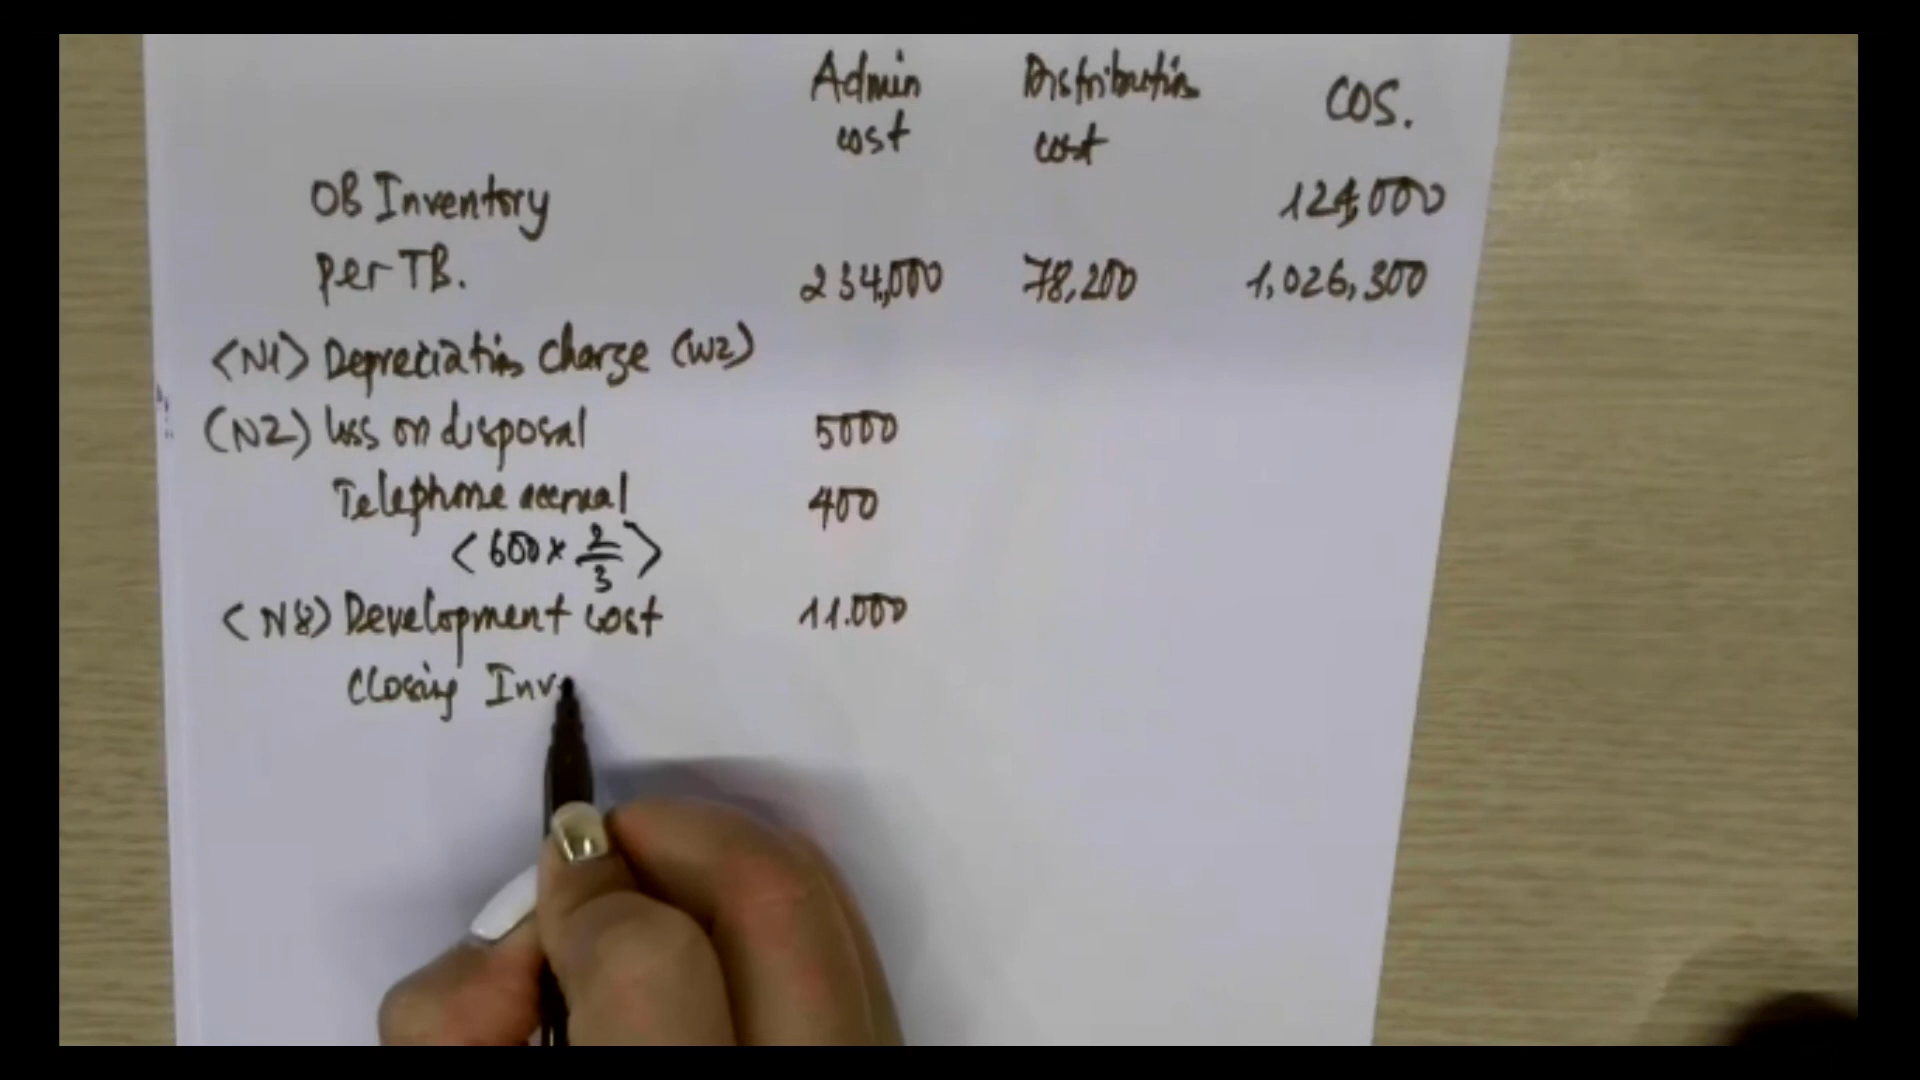 Admin cost Distribution cost COS.
OB Inventory 124,000
per TB. 234,000 78,200 1,026,300
<N1> Depreciation charge (W2)
(N2) loss on disposal 5000
Telephone accrual 400
<600 × 2/3>
<N8) Development cost 11.000
Closing Inv